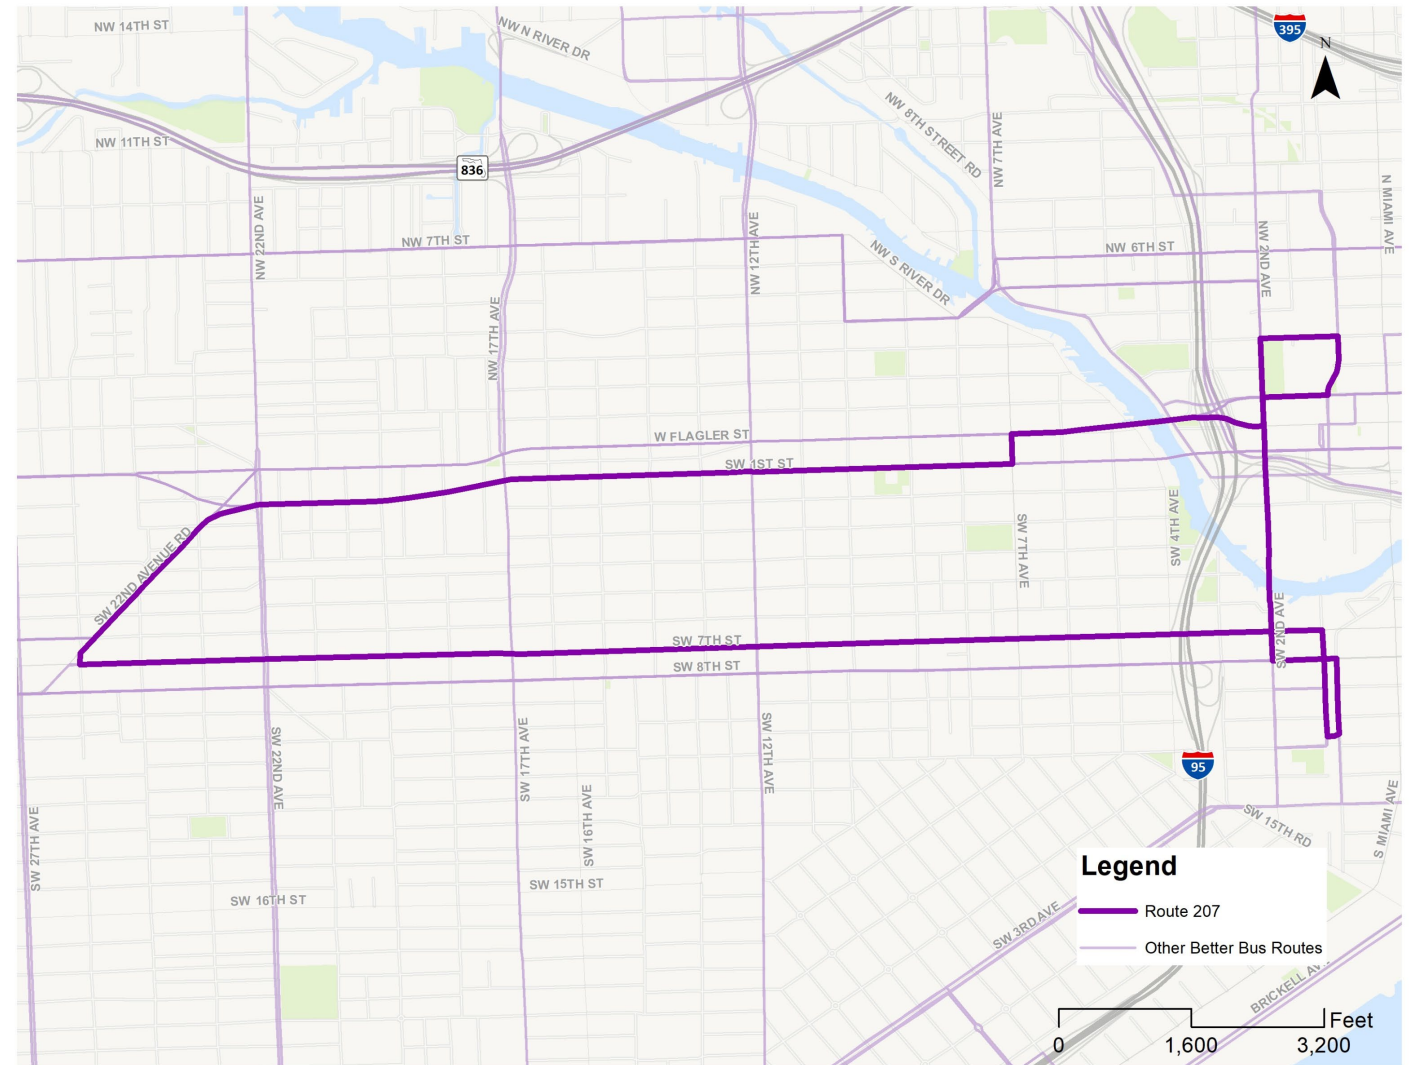 NW 14TH ST
NW N RIVER DR
395
N
NW 11TH ST
836
NW 8TH STREET RD
NW 7TH AVE
N MIAMI AVE
NW 22ND AVE
NW 7TH ST
NW 12TH AVE
NW S RIVER DR
NW 6TH ST
NW 2ND AVE
NW 17TH AVE
W FLAGLER ST
SW 1ST ST
SW 22ND AVENUE RD
SW 7TH AVE
SW 4TH AVE
SW 7TH ST
SW 8TH ST
SW 2ND AVE
SW 22ND AVE
SW 17TH AVE
SW 12TH AVE
95
SW 27TH AVE
SW 16TH AVE
SW 15TH RD
S MIAMI AVE
SW 16TH ST
SW 15TH ST
SW 3RD AVE
BRICKELL AV
Legend
Route 207
Other Better Bus Routes
Feet
0 1,600 3,200